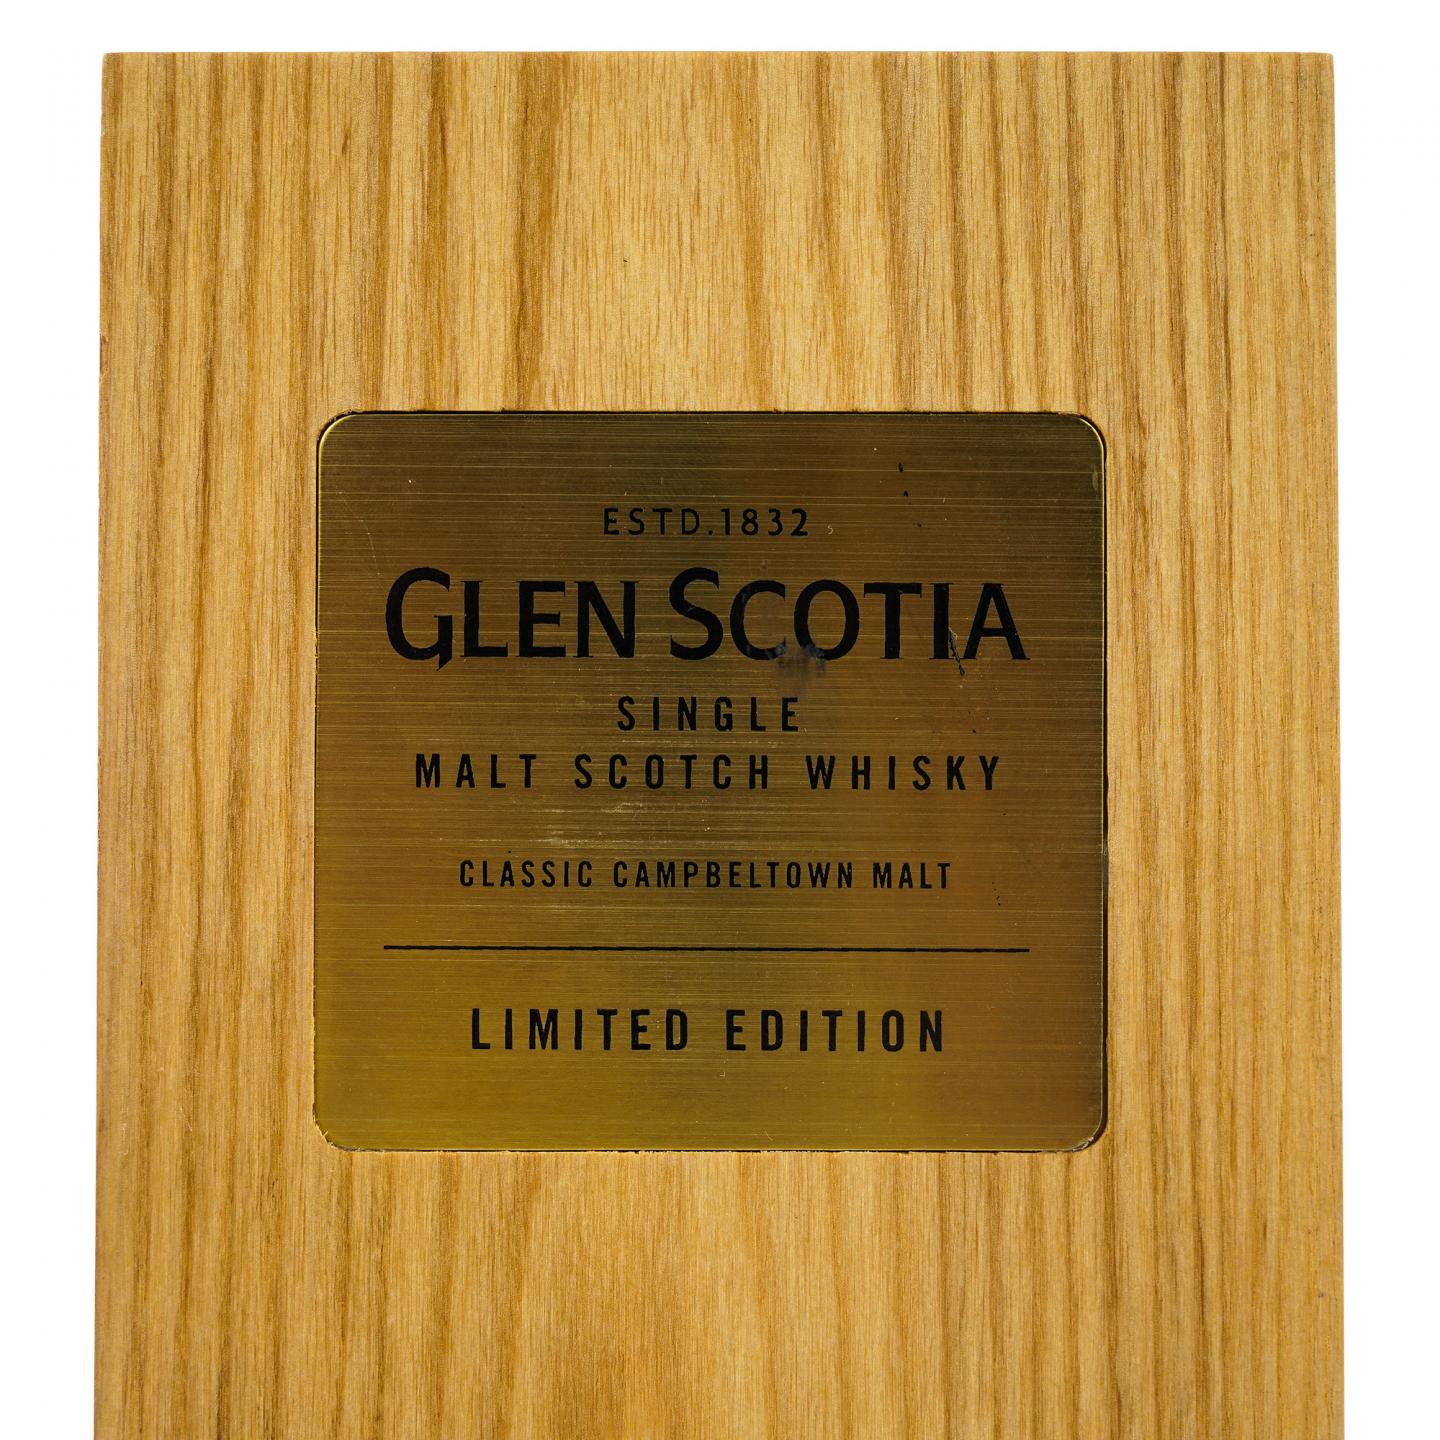 ESTD.1832
GLEN SCOTIA
SINGLE
MALT SCOTCH WHISKY
CLASSIC CAMPBELTOWN MALT
LIMITED EDITION